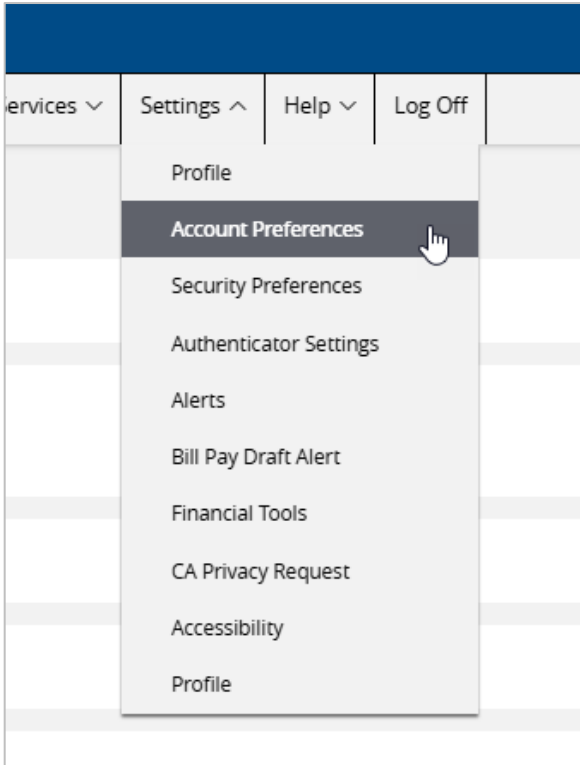 ervices Settings Help Log Off
Profile
Account Preferences
Security Preferences
Authenticator Settings
Alerts
Bill Pay Draft Alert
Financial Tools
CA Privacy Request
Accessibility
Profile